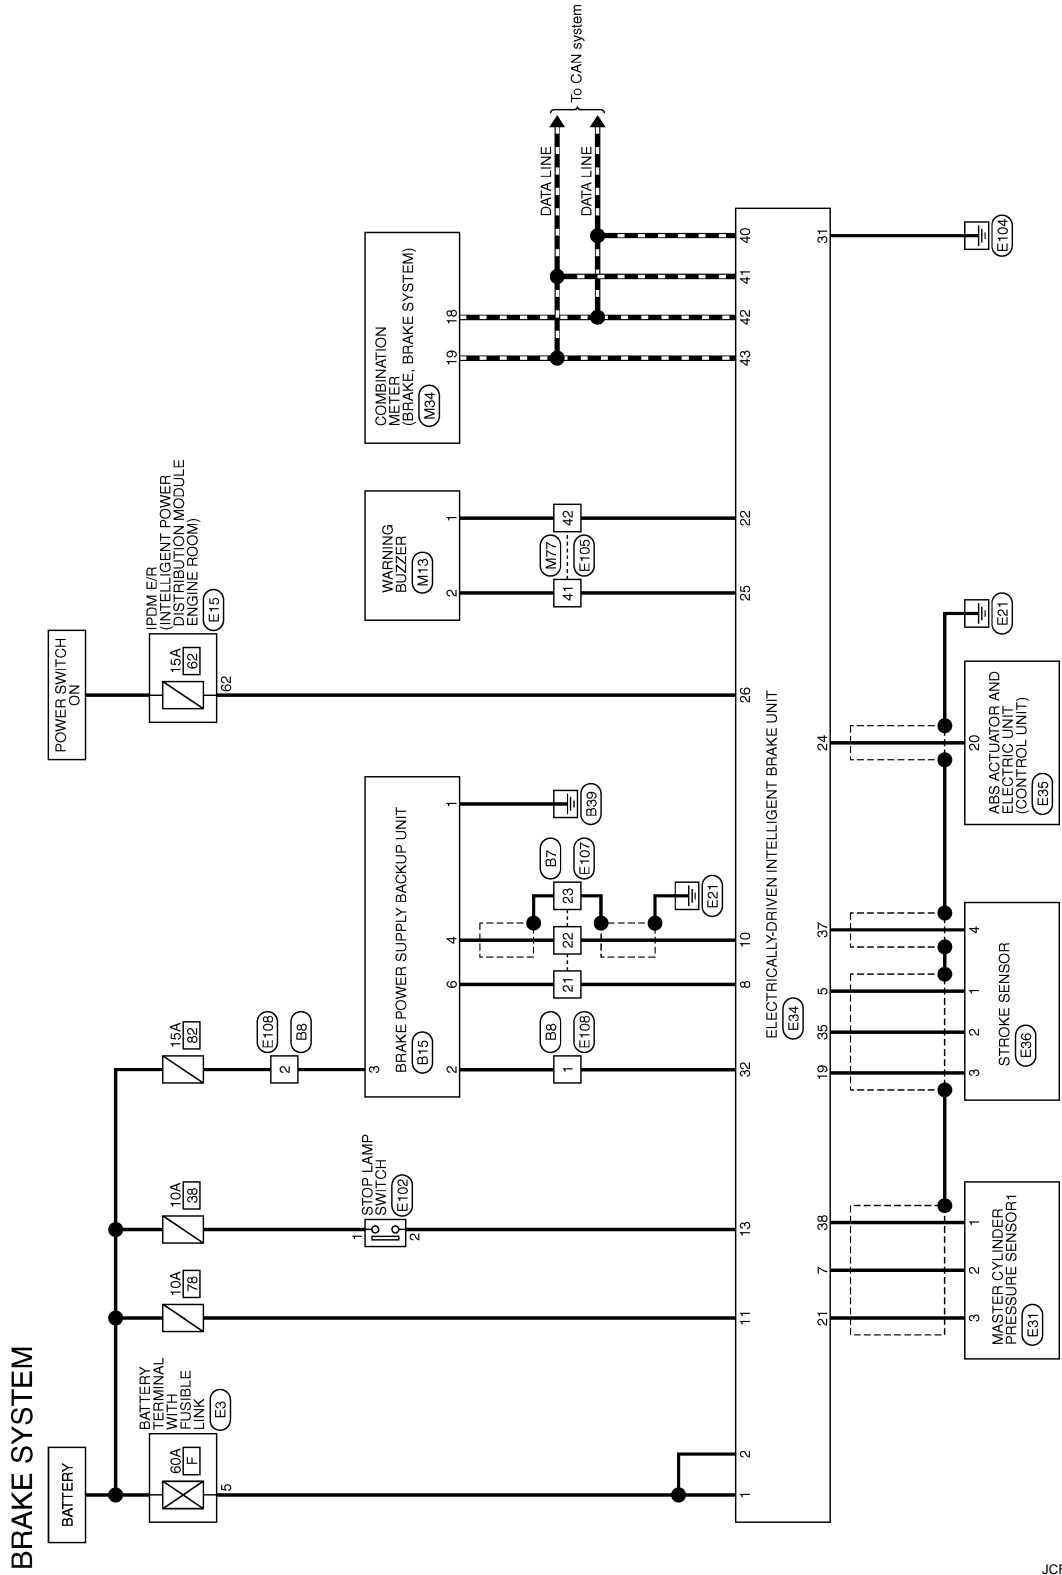 BRAKE SYSTEM
BATTERY
60A
F
5
BATTERY
TERMINAL
WITH
FUSIBLE
LINK
E3
10A
78
10A
38
1
2
STOP LAMP
SWITCH
E102
15A
82
2
E108
B8
3
BRAKE POWER SUPPLY BACKUP UNIT
B15
2
6
4
1
1
B8
E108
21
22
23
B7
E107
B39
E21
POWER SWITCH
ON
15A
62
62
IPDM E/R
(INTELLIGENT POWER
DISTRIBUTION MODULE
ENGINE ROOM)
E15
WARNING
BUZZER
M13
2
1
41
42
M77
E105
COMBINATION
METER
(BRAKE, BRAKE SYSTEM)
M34
19
18
DATA LINE
DATA LINE
To CAN system
1
2
11
13
32
8
10
26
25
22
43
42
41
40
ELECTRICALLY-DRIVEN INTELLIGENT BRAKE UNIT
E34
21
7
38
19
35
5
37
24
31
3
2
1
MASTER CYLINDER
PRESSURE SENSOR1
E31
3
2
1
4
STROKE SENSOR
E36
20
ABS ACTUATOR AND
ELECTRIC UNIT
(CONTROL UNIT)
E35
E21
E104